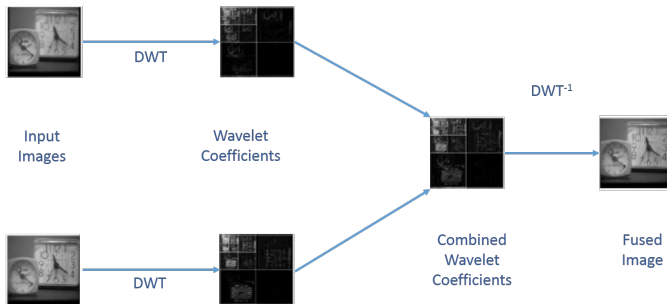 DWT
DWT-1
Input
Images
Wavelet
Coefficients
DWT
Combined
Wavelet
Coefficients
Fused
Image